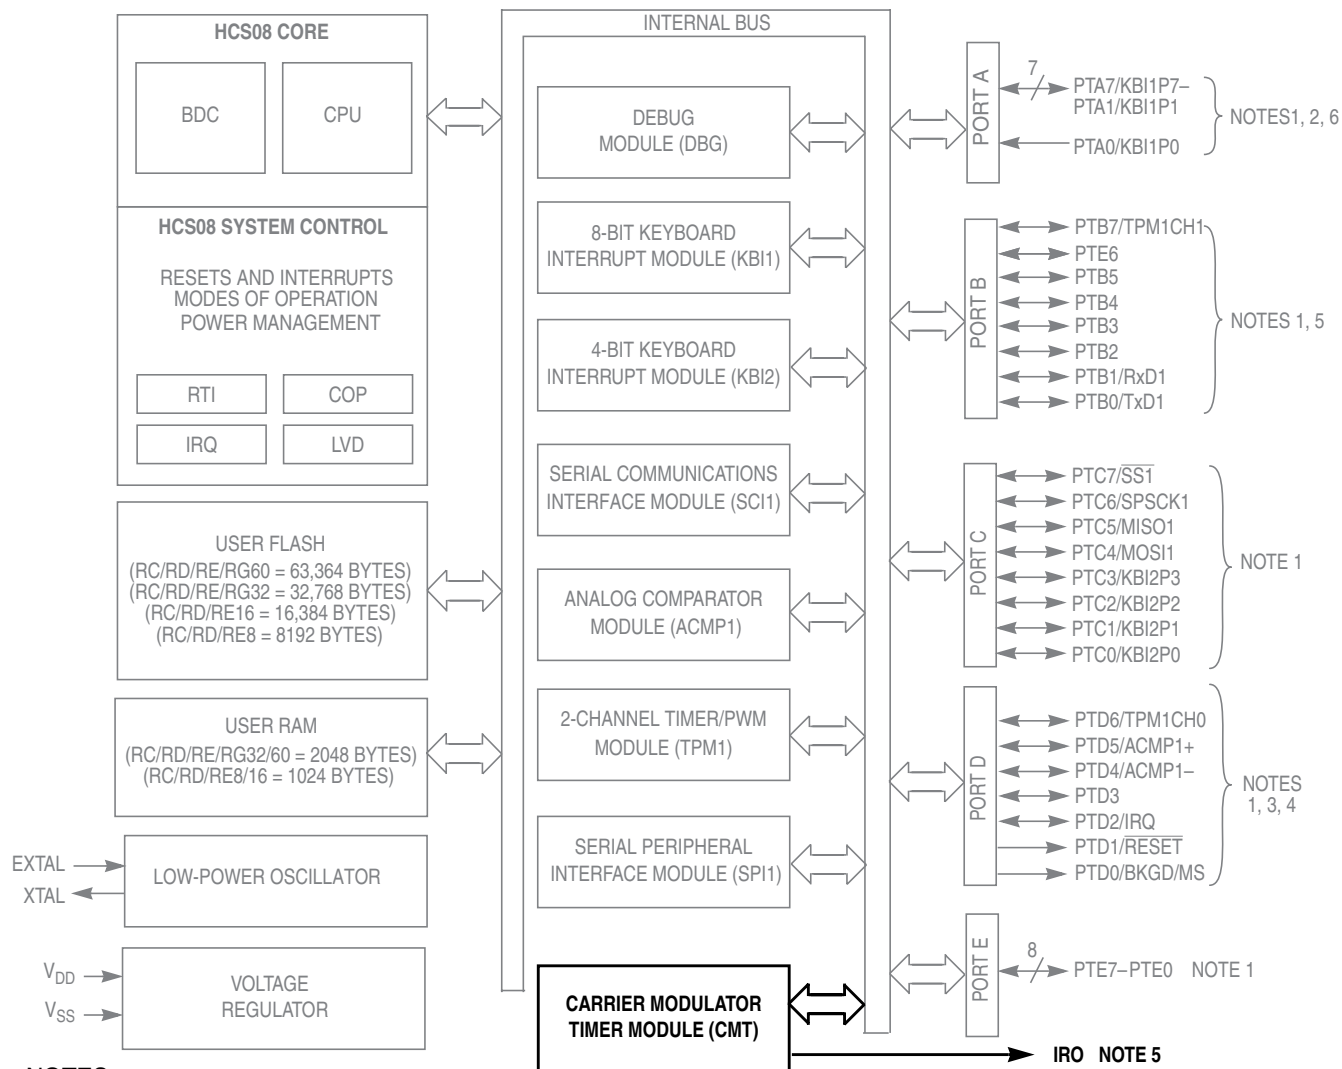 HCS08 CORE
BDC
CPU
HCS08 SYSTEM CONTROL
RESETS AND INTERRUPTS
MODES OF OPERATION
POWER MANAGEMENT
RTI
COP
IRQ
LVD
USER FLASH
(RC/RD/RE/RG60 = 63,364 BYTES)
(RC/RD/RE/RG32 = 32,768 BYTES)
(RC/RD/RE16 = 16,384 BYTES)
(RC/RD/RE8 = 8192 BYTES)
USER RAM
(RC/RD/RE/RG32/60 = 2048 BYTES)
(RC/RD/RE8/16 = 1024 BYTES)
EXTAL
XTAL
LOW-POWER OSCILLATOR
VDD
VSS
VOLTAGE
REGULATOR
INTERNAL BUS
DEBUG
MODULE (DBG)
8-BIT KEYBOARD
INTERRUPT MODULE (KBI1)
4-BIT KEYBOARD
INTERRUPT MODULE (KBI2)
SERIAL COMMUNICATIONS
INTERFACE MODULE (SCI1)
ANALOG COMPARATOR
MODULE (ACMP1)
2-CHANNEL TIMER/PWM
MODULE (TPM1)
SERIAL PERIPHERAL
INTERFACE MODULE (SPI1)
CARRIER MODULATOR
TIMER MODULE (CMT)
PORT A
7
PTA7/KBI1P7–
PTA1/KBI1P1
PTA0/KBI1P0
NOTES1, 2, 6
PORT B
PTB7/TPM1CH1
PTE6
PTB5
PTB4
PTB3
PTB2
PTB1/RxD1
PTB0/TxD1
NOTES 1, 5
PORT C
PTC7/SS1
PTC6/SPSCK1
PTC5/MISO1
PTC4/MOSI1
PTC3/KBI2P3
PTC2/KBI2P2
PTC1/KBI2P1
PTC0/KBI2P0
NOTE 1
PORT D
PTD6/TPM1CH0
PTD5/ACMP1+
PTD4/ACMP1–
PTD3
PTD2/IRQ
PTD1/RESET
PTD0/BKGD/MS
NOTES
1, 3, 4
PORT E
8
PTE7–PTE0 NOTE 1
IRO NOTE 5